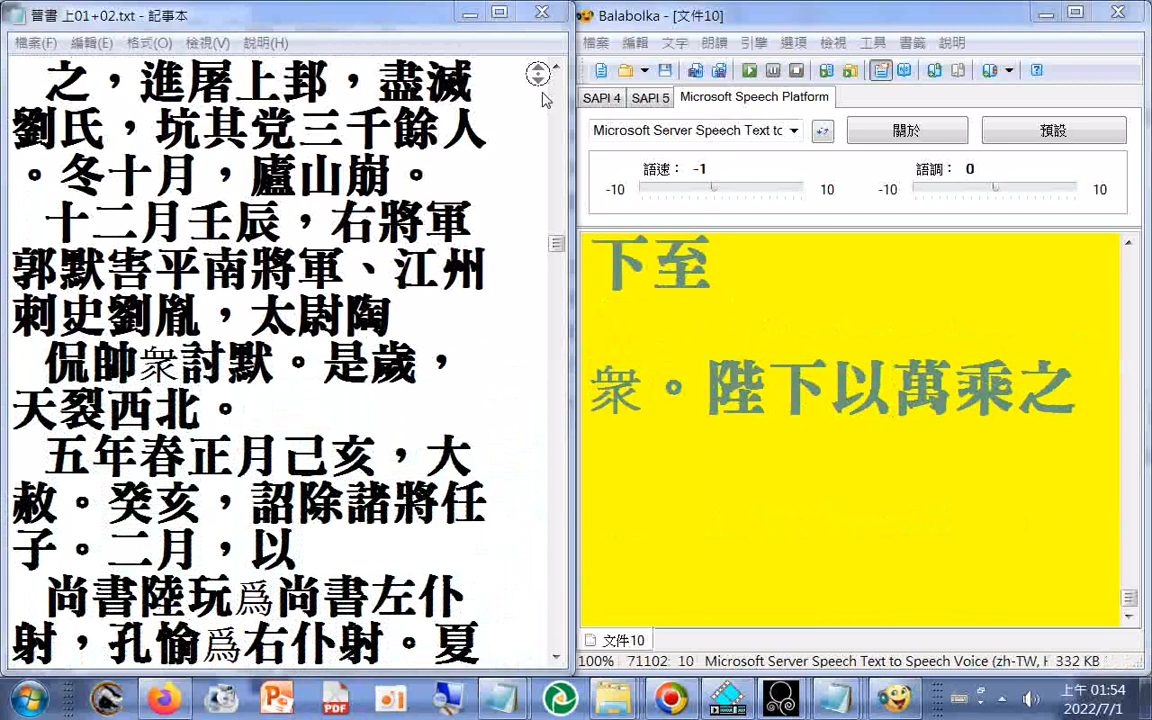 晉書 上01+02.txt - 記事本
檔案(F) 編輯(E) 格式(O) 檢視(V) 說明(H)
之，進屠上邽，盡滅
劉氏，坑其党三千餘人
。冬十月，廬山崩。
十二月壬辰，右將軍
郭默害平南將軍、江州
刺史劉胤，太尉陶
侃帥衆討默。是歲，
天裂西北。
五年春正月己亥，大
赦。癸亥，詔除諸將任
子。二月，以
尚書陸玩爲尚書左仆
射，孔愉爲右仆射。夏
Balabolka - [文件10]
檔案 編輯 文字 朗讀 引擎 選項 檢視 工具 書籤 說明
SAPI 4 SAPI 5 Microsoft Speech Platform
Microsoft Server Speech Text to
關於 預設
語速： -1 語調： 0
-10 10 -10 10
下至
衆。陛下以萬乘之
文件10
100% 71102: 10 Microsoft Server Speech Text to Speech Voice (zh-TW, H 332 KB
PDF
上午 01:54
2022/7/1